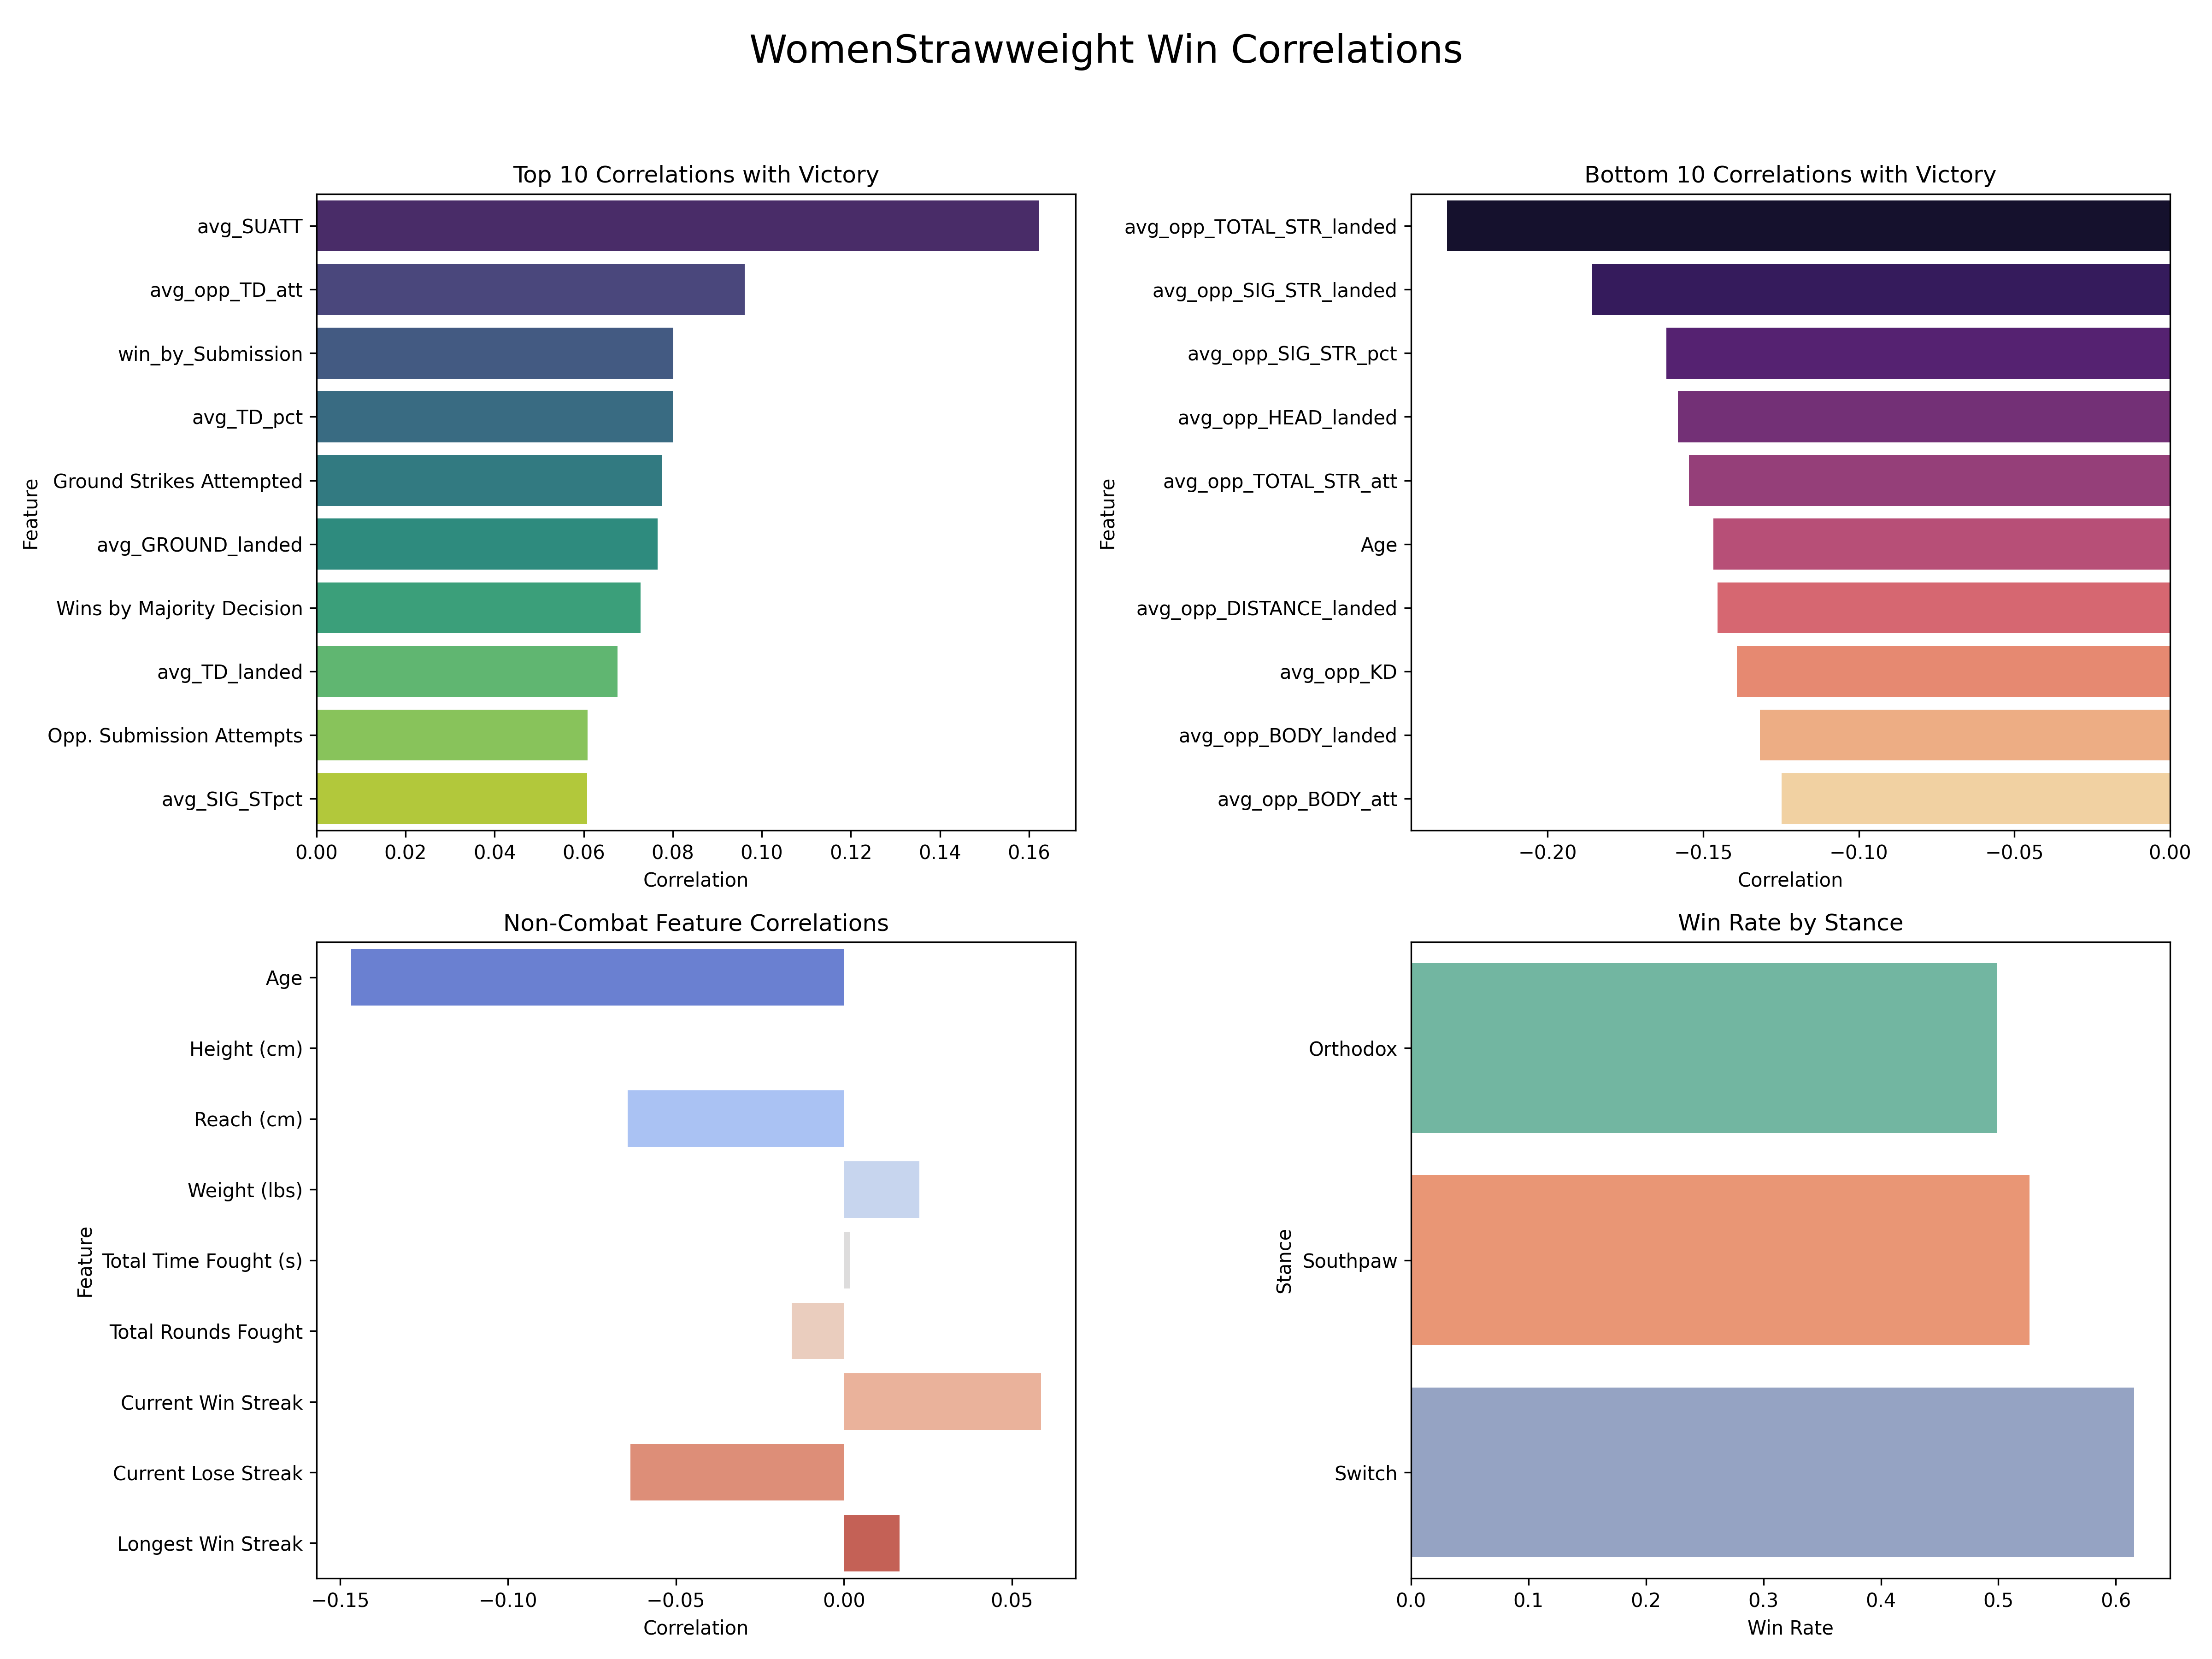 WomenStrawweight Win Correlations
Top 10 Correlations with Victory
Feature
avg_SUATT
avg_opp_TD_att
win_by_Submission
avg_TD_pct
Ground Strikes Attempted
avg_GROUND_landed
Wins by Majority Decision
avg_TD_landed
Opp. Submission Attempts
avg_SIG_STpct
0.00 0.02 0.04 0.06 0.08 0.10 0.12 0.14 0.16
Correlation
Bottom 10 Correlations with Victory
Feature
avg_opp_TOTAL_STR_landed
avg_opp_SIG_STR_landed
avg_opp_SIG_STR_pct
avg_opp_HEAD_landed
avg_opp_TOTAL_STR_att
Age
avg_opp_DISTANCE_landed
avg_opp_KD
avg_opp_BODY_landed
avg_opp_BODY_att
−0.20 −0.15 −0.10 −0.05 0.00
Correlation
Non-Combat Feature Correlations
Feature
Age
Height (cm)
Reach (cm)
Weight (lbs)
Total Time Fought (s)
Total Rounds Fought
Current Win Streak
Current Lose Streak
Longest Win Streak
−0.15 −0.10 −0.05 0.00 0.05
Correlation
Win Rate by Stance
Stance
Orthodox
Southpaw
Switch
0.0 0.1 0.2 0.3 0.4 0.5 0.6
Win Rate